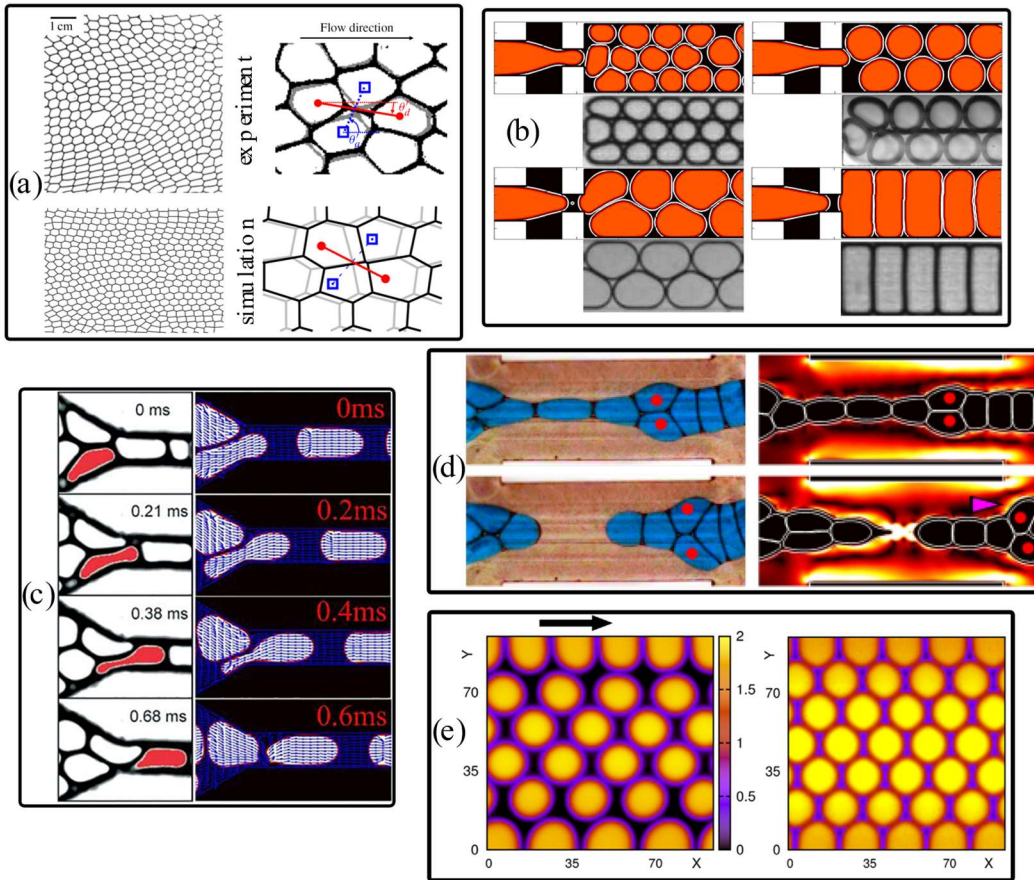 (a)
1 cm
experiment
Flow direction
θ_d
θ_a
simulation
(b)
(c)
0 ms
0.21 ms
0.38 ms
0.68 ms
0ms
0.2ms
0.4ms
0.6ms
(d)
(e)
Y
70
35
0
0 35 70 X
2
1.5
1
0.5
0
Y
70
35
0
0 35 70 X